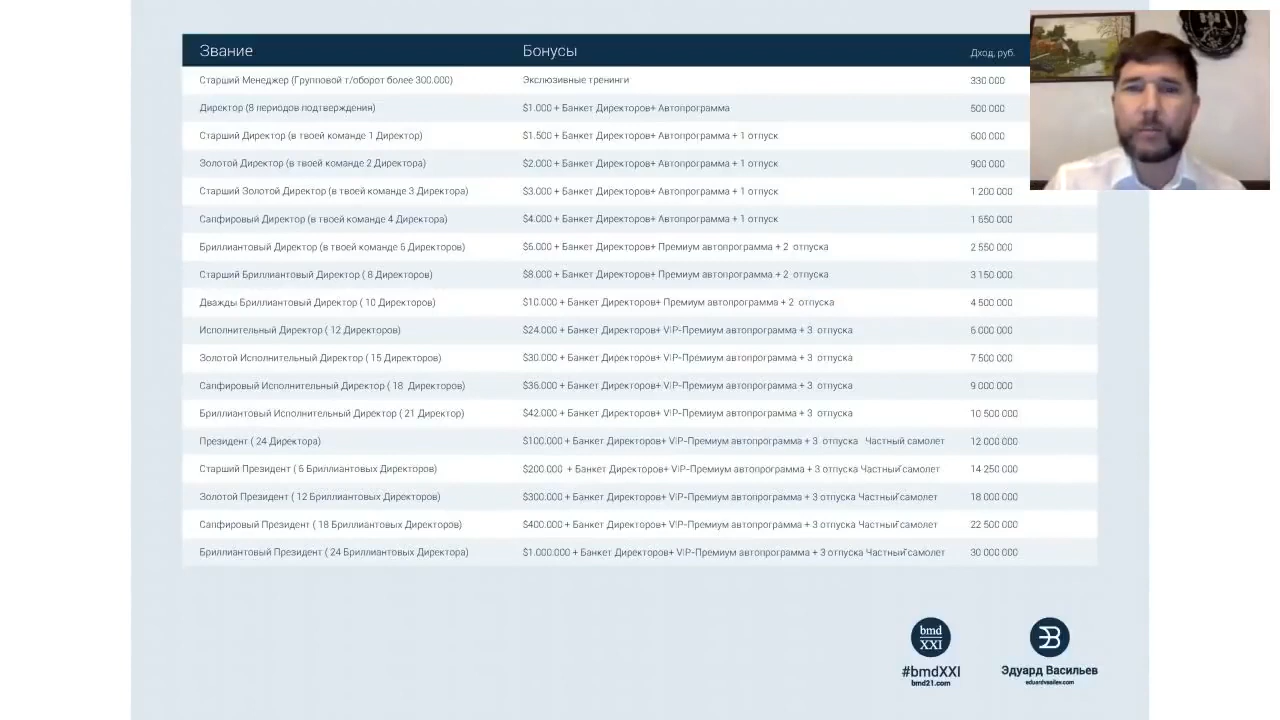 Звание Бонусы Доход, руб.
Старший Менеджер (Групповой т/оборот более 300.000) Экслюзивные тренинги 330 000
Директор (8 периодов подтверждения) $1.000 + Банкет Директоров+ Автопрограмма 500 000
Старший Директор (в твоей команде 1 Директор) $1.500 + Банкет Директоров+ Автопрограмма + 1 отпуск 600 000
Золотой Директор (в твоей команде 2 Директора) $2.000 + Банкет Директоров+ Автопрограмма + 1 отпуск 900 000
Старший Золотой Директор (в твоей команде 3 Директора) $3.000 + Банкет Директоров+ Автопрограмма + 1 отпуск 1 200 000
Сапфировый Директор (в твоей команде 4 Директора) $4.000 + Банкет Директоров+ Автопрограмма + 1 отпуск 1 650 000
Бриллиантовый Директор (в твоей команде 6 Директоров) $6.000 + Банкет Директоров+ Премиум автопрограмма + 2 отпуска 2 550 000
Старший Бриллиантовый Директор ( 8 Директоров) $8.000 + Банкет Директоров+ Премиум автопрограмма + 2 отпуска 3 150 000
Дважды Бриллиантовый Директор ( 10 Директоров) $10.000 + Банкет Директоров+ Премиум автопрограмма + 2 отпуска 4 500 000
Исполнительный Директор ( 12 Директоров) $24.000 + Банкет Директоров+ VIP-Премиум автопрограмма + 3 отпуска 6 000 000
Золотой Исполнительный Директор ( 15 Директоров) $30.000 + Банкет Директоров+ VIP-Премиум автопрограмма + 3 отпуска 7 500 000
Сапфировый Исполнительный Директор ( 18 Директоров) $36.000 + Банкет Директоров+ VIP-Премиум автопрограмма + 3 отпуска 9 000 000
Бриллиантовый Исполнительный Директор ( 21 Директор) $42.000 + Банкет Директоров+ VIP-Премиум автопрограмма + 3 отпуска 10 500 000
Президент ( 24 Директора) $100.000 + Банкет Директоров+ VIP-Премиум автопрограмма + 3 отпуска Частный самолет 12 000 000
Старший Президент ( 6 Бриллиантовых Директоров) $200.000 + Банкет Директоров+ VIP-Премиум автопрограмма + 3 отпуска Частный самолет 14 250 000
Золотой Президент ( 12 Бриллиантовых Директоров) $300.000 + Банкет Директоров+ VIP-Премиум автопрограмма + 3 отпуска Частный самолет 18 000 000
Сапфировый Президент ( 18 Бриллиантовых Директоров) $400.000 + Банкет Директоров+ VIP-Премиум автопрограмма + 3 отпуска Частный самолет 22 500 000
Бриллиантовый Президент ( 24 Бриллиантовых Директора) $1.000.000 + Банкет Директоров+ VIP-Премиум автопрограмма + 3 отпуска Частный самолет 30 000 000
bmd
XXI
#bmdXXI
bmd21.com
Эдуард Васильев
eduardvasilev.com